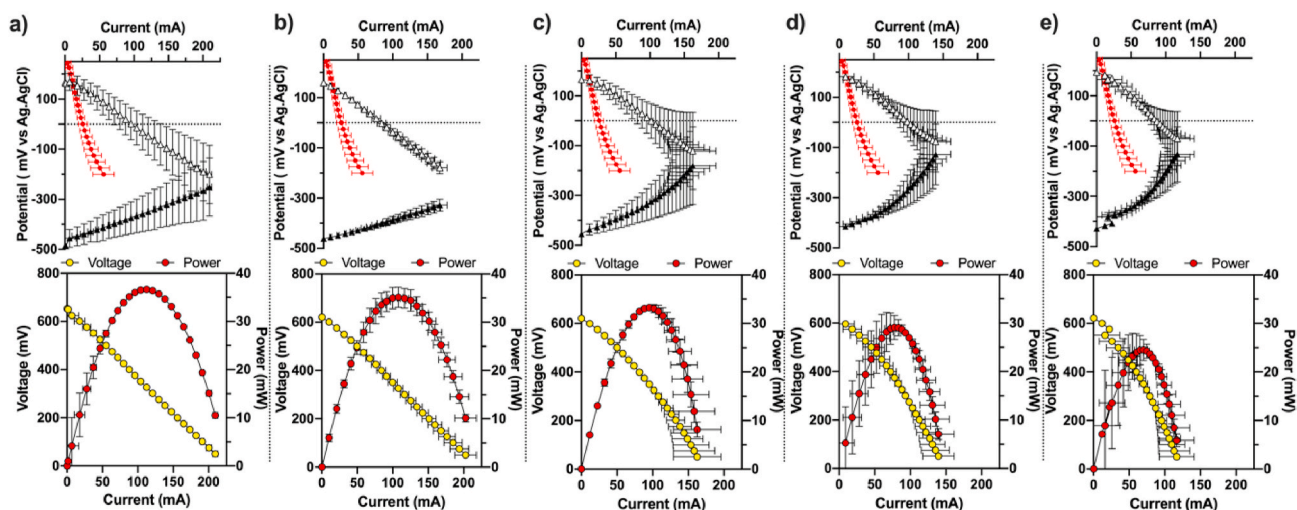 a)
Current (mA)
0 50 100 150 200
Potential ( mV vs Ag.AgCl)
100
-100
-300
-500
Voltage Power
800
600
400
200
0
40
30
20
10
0
Voltage (mV)
Power (mW)
0 50 100 150 200
Current (mA)
b)
Current (mA)
0 50 100 150 200
Potential ( mV vs Ag.AgCl)
100
-100
-300
-500
Voltage Power
800
600
400
200
0
40
30
20
10
0
Voltage (mV)
Power (mW)
0 50 100 150 200
Current (mA)
c)
Current (mA)
0 50 100 150 200
Potential ( mV vs Ag.AgCl)
100
-100
-300
-500
Voltage Power
800
600
400
200
0
40
30
20
10
0
Voltage (mV)
Power (mW)
0 50 100 150 200
Current (mA)
d)
Current (mA)
0 50 100 150 200
Potential ( mV vs Ag.AgCl)
100
-100
-300
-500
Voltage Power
800
600
400
200
0
40
30
20
10
0
Voltage (mV)
Power (mW)
0 50 100 150 200
Current (mA)
e)
Current (mA)
0 50 100 150 200
Potential ( mV vs Ag.AgCl)
100
-100
-300
-500
Voltage Power
800
600
400
200
0
40
30
20
10
0
Voltage (mV)
Power (mW)
0 50 100 150 200
Current (mA)